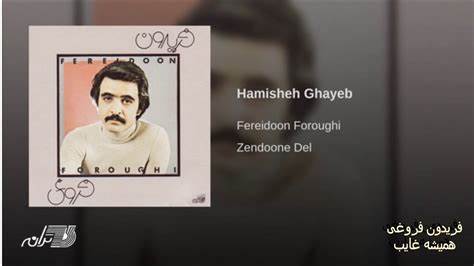 فریدون
FEREIDOON
FOROUGHI
فروغی
Hamisheh Ghayeb
Fereidoon Foroughi
Zendoone Del
ترانه
فریدون فروغی
همیشه غایب